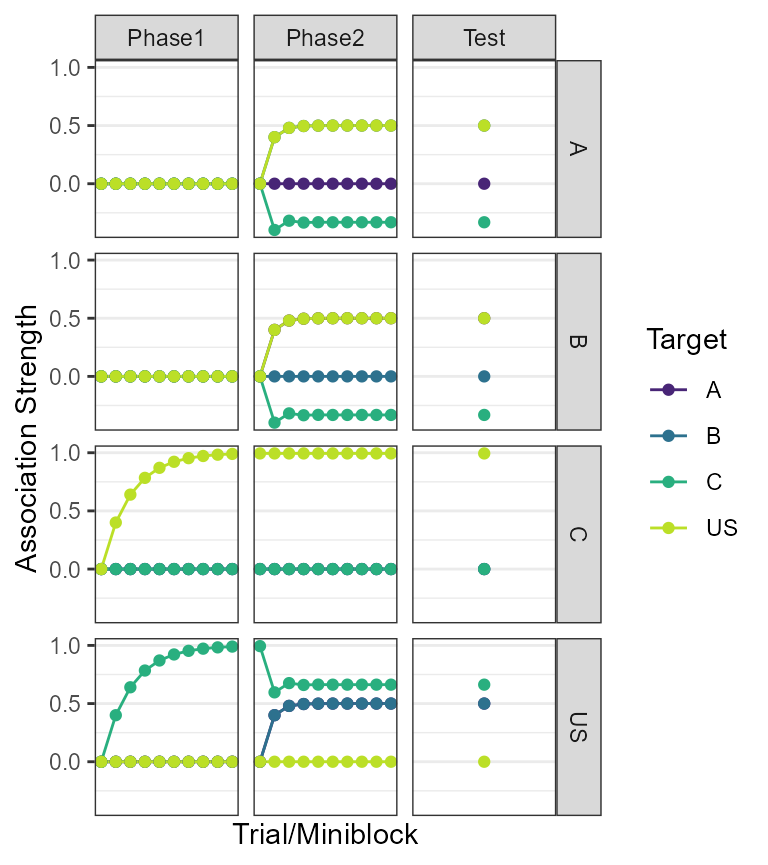 Phase1 Phase2 Test
1.0
0.5
0.0
A
1.0
0.5
0.0
B
1.0
0.5
0.0
C
1.0
0.5
0.0
US
Association Strength
Trial/Miniblock
Target
A
B
C
US